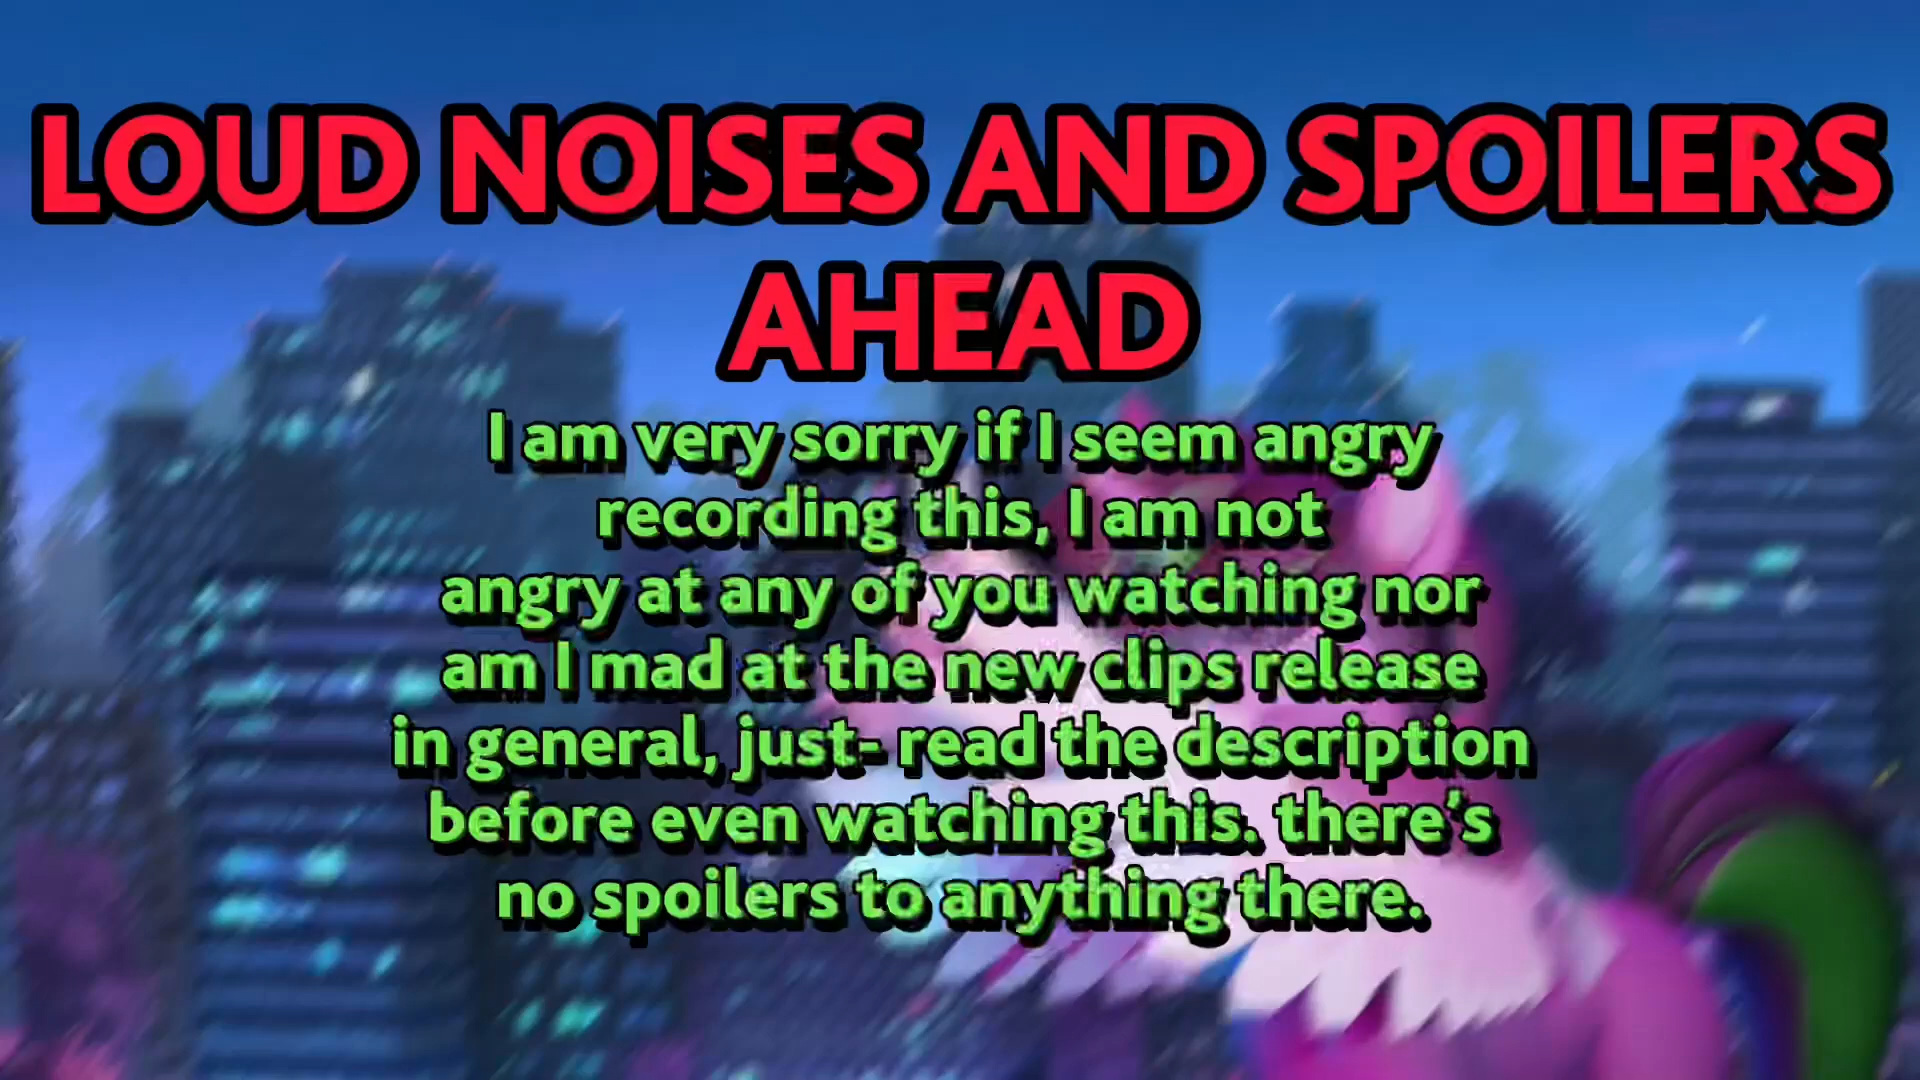 LOUD NOISES AND SPOILERS
AHEAD
I am very sorry if I seem angry
recording this, I am not
angry at any of you watching nor
am I mad at the new clips release
in general, just- read the description
before even watching this. there's
no spoilers to anything there.